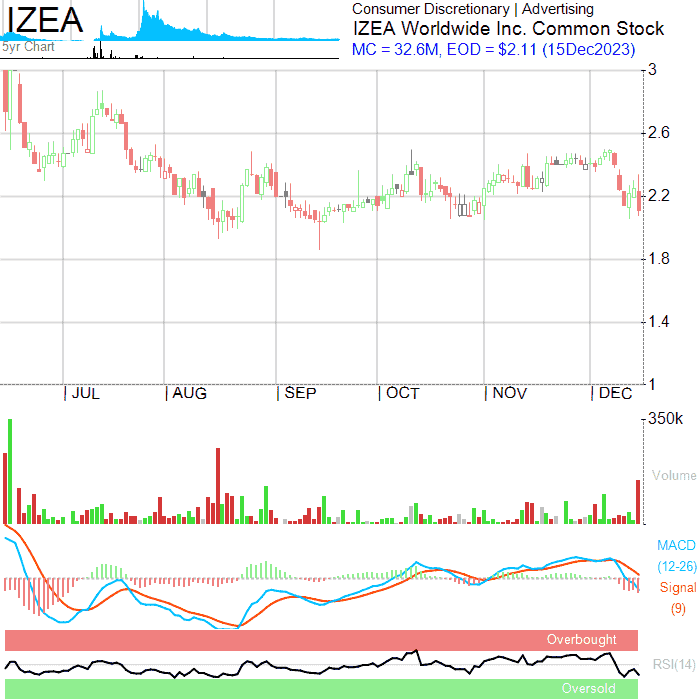 IZEA
5yr Chart
Consumer Discretionary | Advertising
IZEA Worldwide Inc. Common Stock
MC = 32.6M, EOD = $2.11 (15Dec2023)
3
2.6
2.2
1.8
1.4
1
JUL AUG SEP OCT NOV DEC
350k
Volume
MACD
(12-26)
Signal
(9)
Overbought
RSI(14)
Oversold